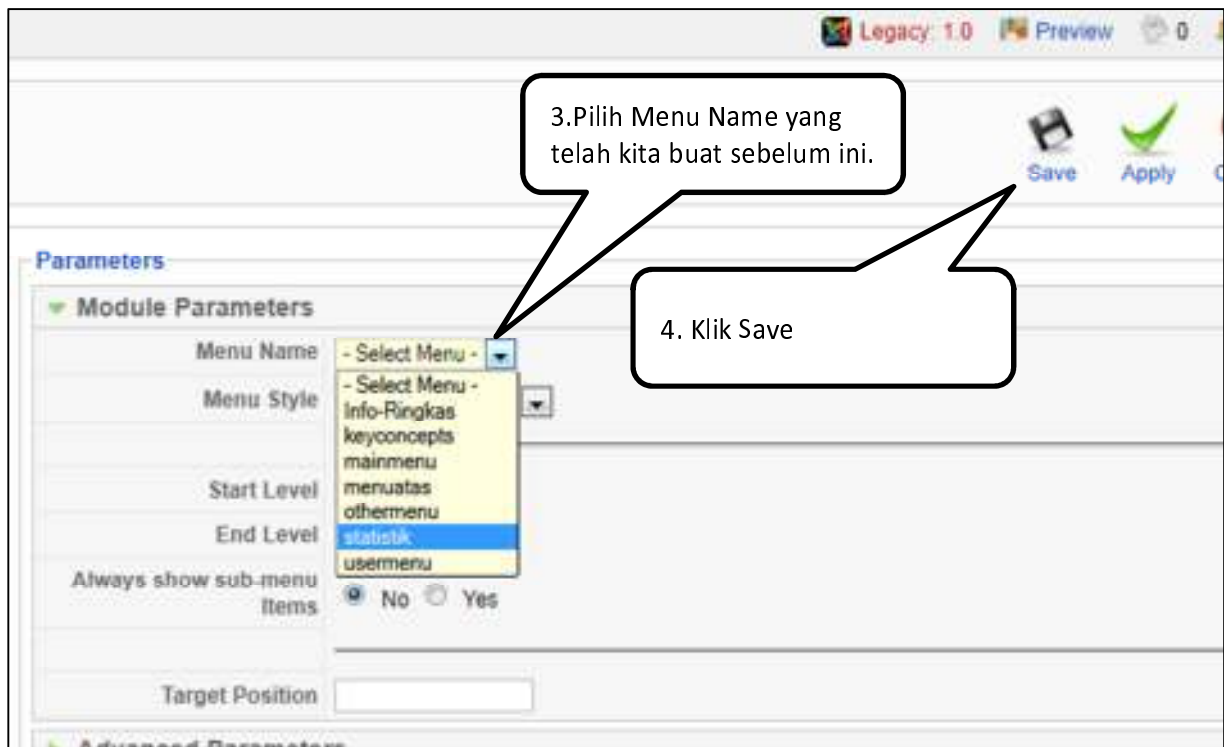 Legacy: 1.0 Preview 0
3.Pilih Menu Name yang
telah kita buat sebelum ini.
Save Apply
Parameters
Module Parameters
4. Klik Save
Menu Name - Select Menu -
Menu Style
- Select Menu -
Info-Ringkas
keyconcepts
mainmenu
menuatas
othermenu
statistik
usermenu
Start Level
End Level
Always show sub-menu
items
No Yes
Target Position
Advanced Parameters